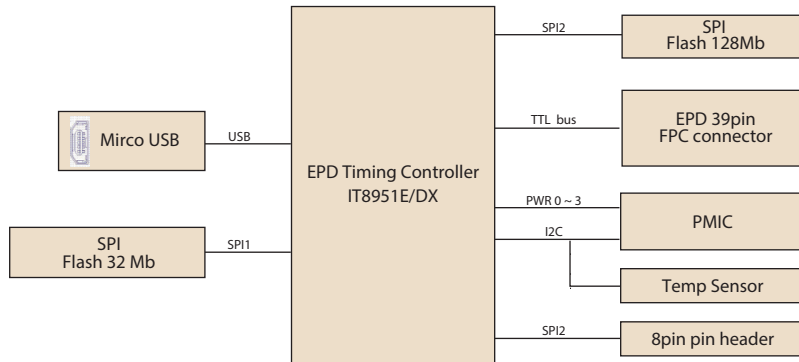 SPI2
SPI
Flash 128Mb
Mirco USB
USB
TTL bus
EPD 39pin
FPC connector
EPD Timing Controller
IT8951E/DX
PWR 0 ~ 3
PMIC
I2C
SPI
Flash 32 Mb
SPI1
Temp Sensor
SPI2
8pin pin header